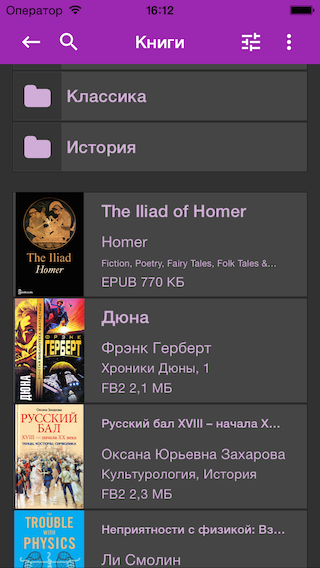 Оператор 16:12
Книги
Классика
История
The Iliad of Homer
Homer
Fiction, Poetry, Fairy Tales, Folk Tales &...
EPUB 770 КБ
The Iliad
Homer
Дюна
Фрэнк Герберт
Хроники Дюны, 1
FB2 2,1 МБ
ФРЭНК
ГЕРБЕРТ
ДЮНА
Русский бал XVIII – начала X...
Оксана Юрьевна Захарова
Культурология, История
FB2 2,3 МБ
Оксана Захарова
РУССКИЙ
БАЛ
XVIII — начала XX века
ТАНЦЫ, КОСТЮМЫ, СИМВОЛИКА
Неприятности с физикой: Вз...
Ли Смолин
THE
TROUBLE
WITH
PHYSICS